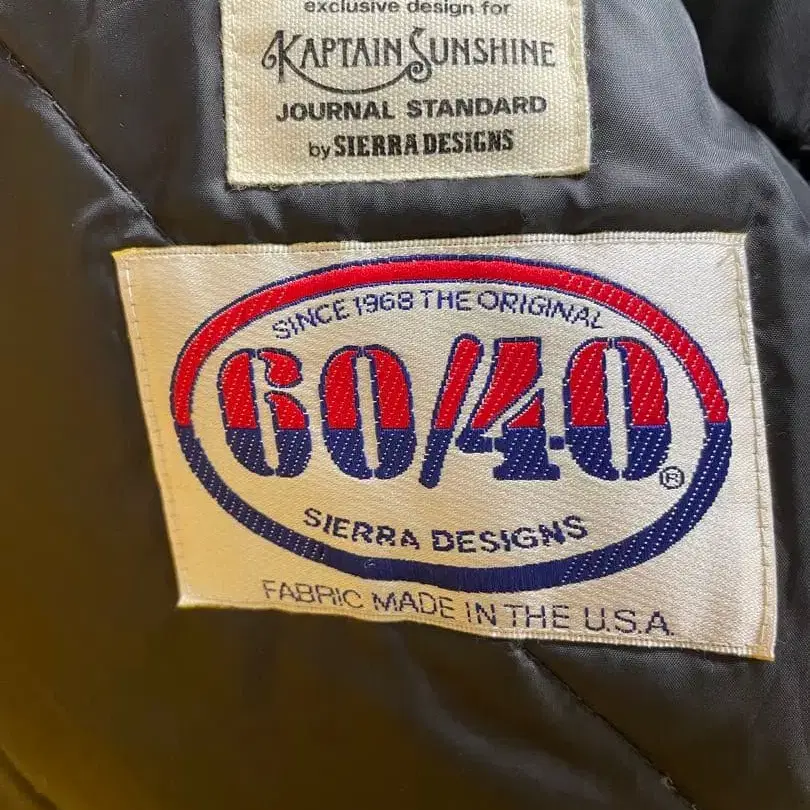 exclusive design for
KAPTAIN SUNSHINE
JOURNAL STANDARD
by SIERRA DESIGNS
SINCE 1968 THE ORIGINAL
60/40®
SIERRA DESIGNS
FABRIC MADE IN THE U.S.A.